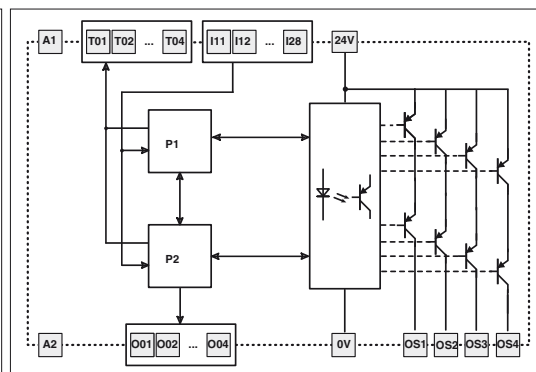 A1 T01 T02 ... T04 I11 I12 ... I28 24V
P1
P2
A2 O01 O02 ... O04 0V OS1 OS2 OS3 OS4